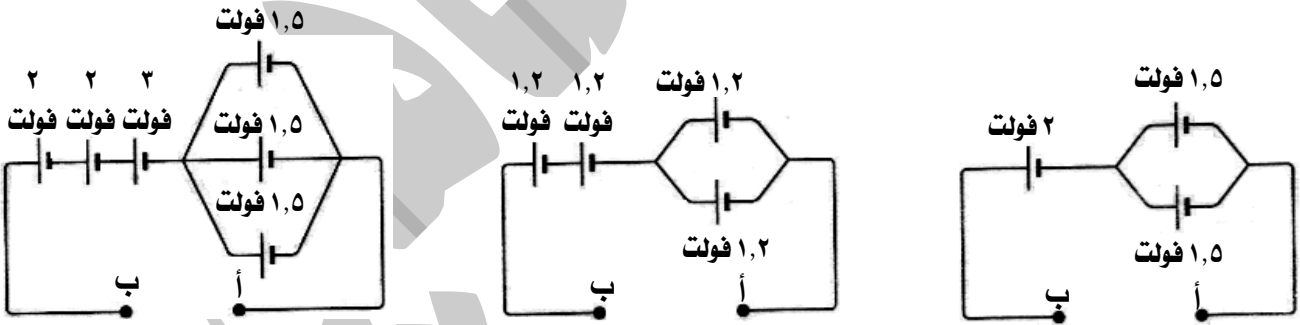 ١,٥ فولت
٢ ٢ ٣
فولت فولت فولت
١,٥ فولت
١,٥ فولت
ب أ
١,٢ ١,٢
فولت فولت
١,٢ فولت
١,٢ فولت
ب أ
٢ فولت
١,٥ فولت
١,٥ فولت
ب أ